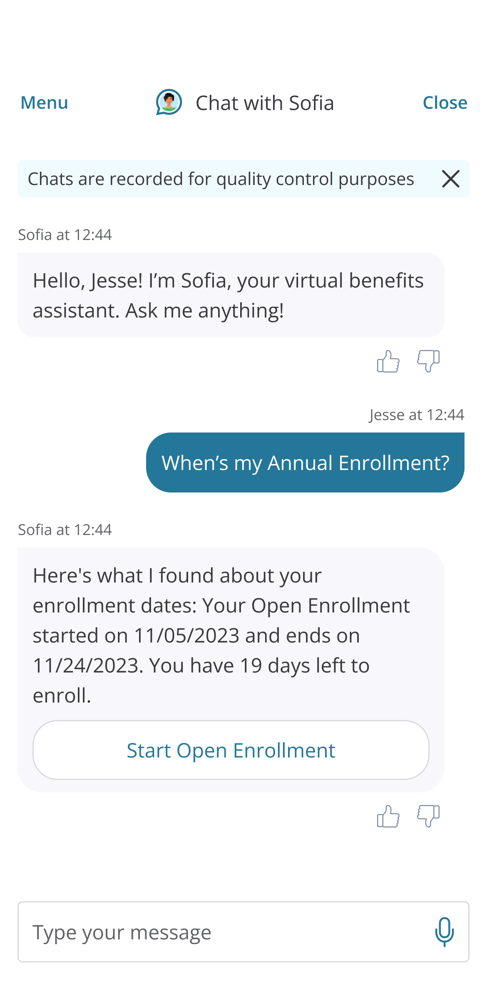 Menu
Chat with Sofia
Close
Chats are recorded for quality control purposes
Sofia at 12:44
Hello, Jesse! I’m Sofia, your virtual benefits
assistant. Ask me anything!
Jesse at 12:44
When’s my Annual Enrollment?
Sofia at 12:44
Here's what I found about your
enrollment dates: Your Open Enrollment
started on 11/05/2023 and ends on
11/24/2023. You have 19 days left to
enroll.
Start Open Enrollment
Type your message